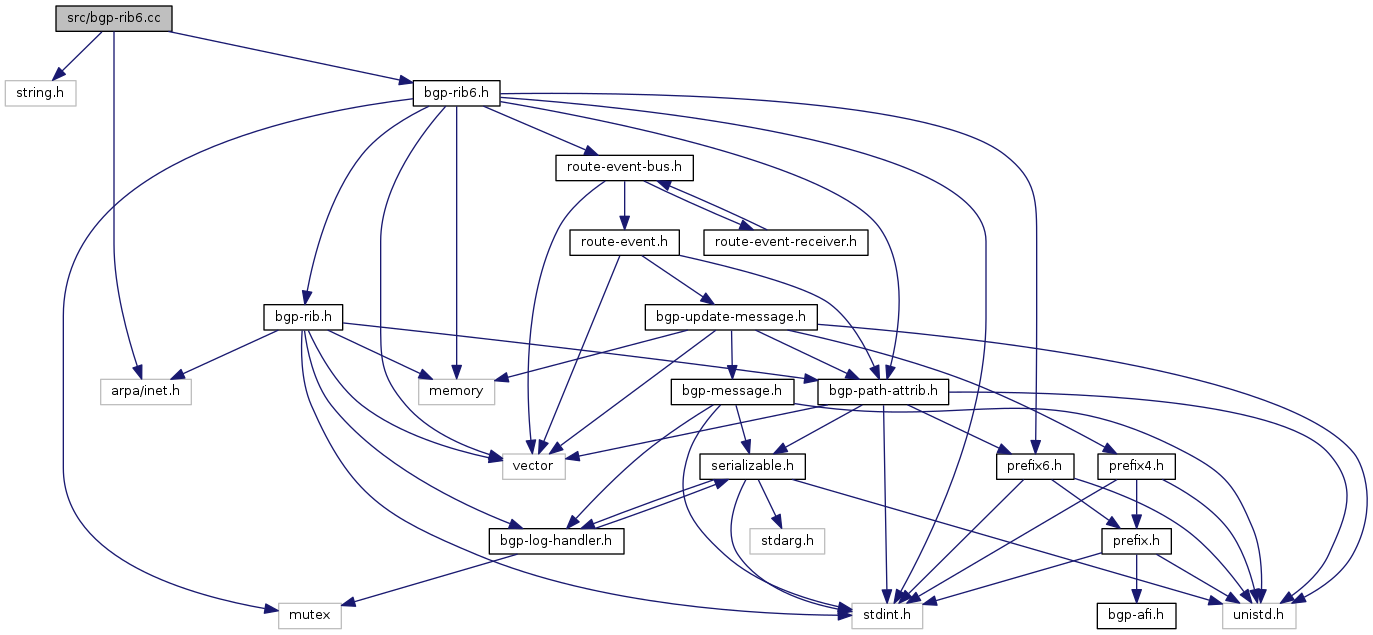 src/bgp-rib6.cc
string.h
bgp-rib6.h
route-event-bus.h
route-event.h
route-event-receiver.h
bgp-rib.h
bgp-update-message.h
arpa/inet.h
memory
bgp-message.h
bgp-path-attrib.h
vector
serializable.h
prefix6.h
prefix4.h
bgp-log-handler.h
stdarg.h
prefix.h
mutex
stdint.h
bgp-afi.h
unistd.h